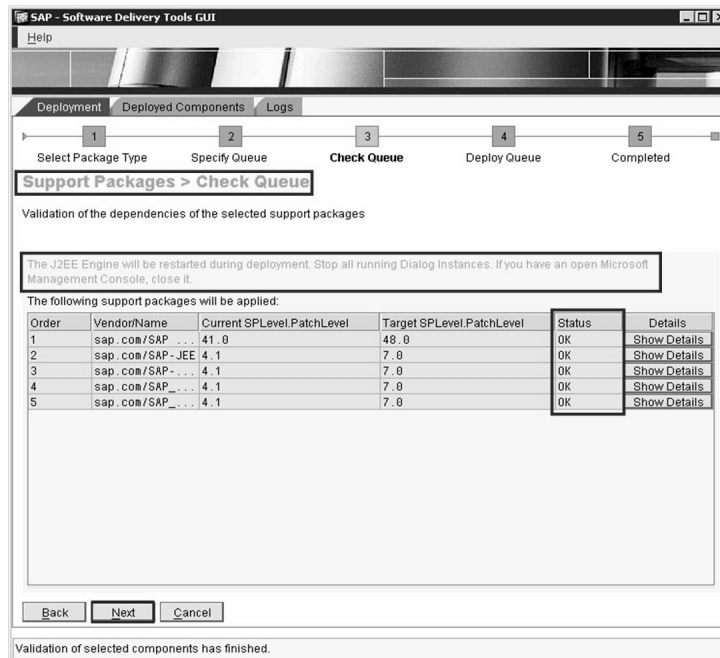 SAP - Software Delivery Tools GUI
Help
Deployment Deployed Components Logs
1 2 3 4 5
Select Package Type Specify Queue Check Queue Deploy Queue Completed
Support Packages > Check Queue
Validation of the dependencies of the selected support packages
The J2EE Engine will be restarted during deployment. Stop all running Dialog Instances. If you have an open Microsoft
Management Console, close it.
The following support packages will be applied:
Order Vendor/Name Current SPLevel.PatchLevel Target SPLevel.PatchLevel Status Details
1 sap.com/SAP ... 41.0 48.0 OK Show Details
2 sap.com/SAP-JEE 4.1 7.0 OK Show Details
3 sap.com/SAP-... 4.1 7.0 OK Show Details
4 sap.com/SAP_... 4.1 7.0 OK Show Details
5 sap.com/SAP_... 4.1 7.0 OK Show Details
Back Next Cancel
Validation of selected components has finished.